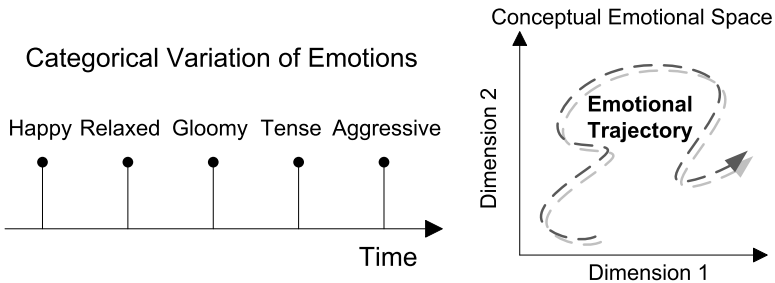 Categorical Variation of Emotions
Happy Relaxed Gloomy Tense Aggressive
Time
Conceptual Emotional Space
Dimension 2
Emotional
Trajectory
Dimension 1